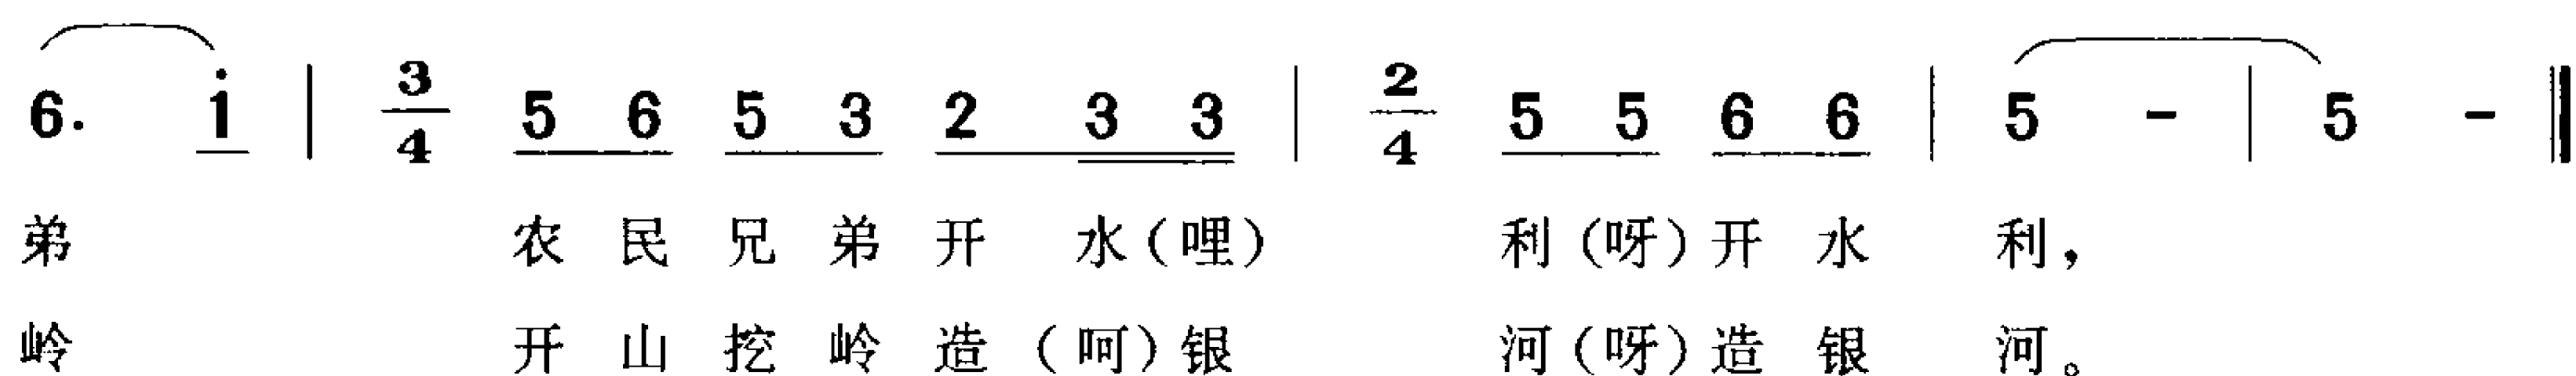 6. i | 3/4 5 6 5 3 2 3 3 | 2/4 5 5 6 6 | 5 - | 5 - ‖
弟 农 民 兄 弟 开 水(哩) 利(呀)开 水 利,
岭 开 山 挖 岭 造 (呵)银 河(呀)造 银 河。